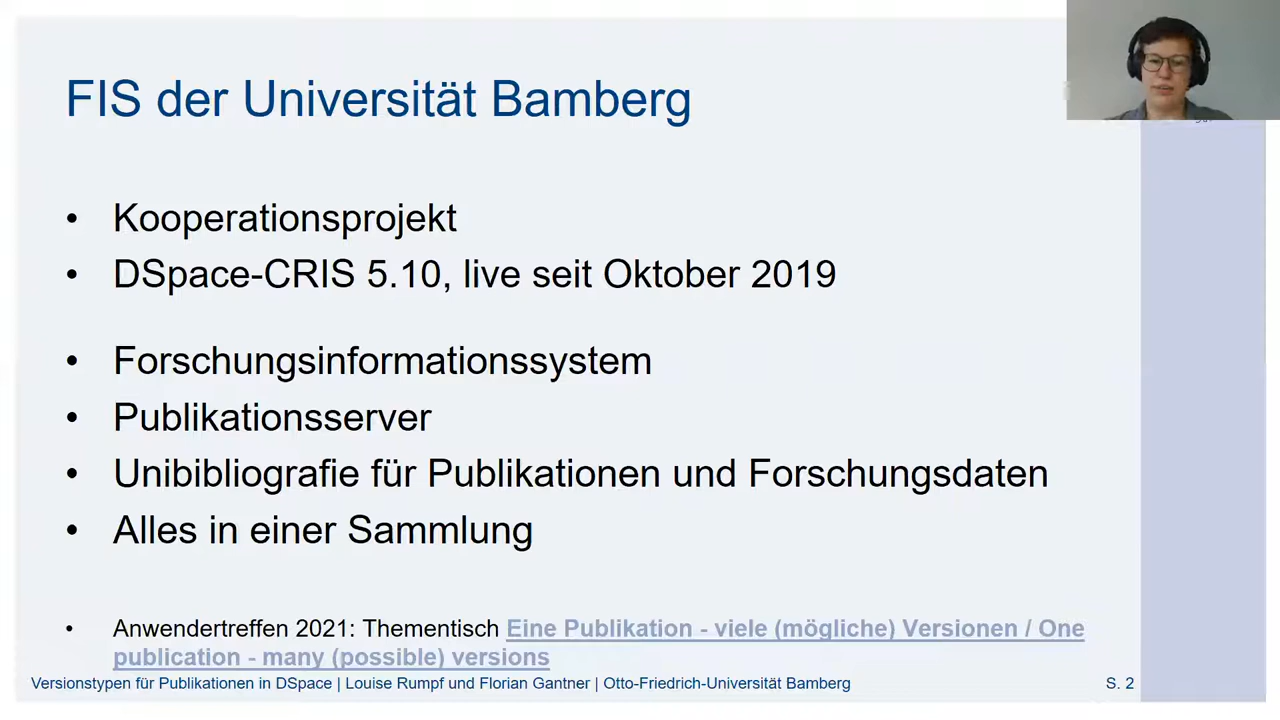 FIS der Universität Bamberg
• Kooperationsprojekt
• DSpace-CRIS 5.10, live seit Oktober 2019
• Forschungsinformationssystem
• Publikationsserver
• Unibibliografie für Publikationen und Forschungsdaten
• Alles in einer Sammlung
• Anwendertreffen 2021: Thementisch Eine Publikation - viele (mögliche) Versionen / One
publication - many (possible) versions
Versionstypen für Publikationen in DSpace | Louise Rumpf und Florian Gantner | Otto-Friedrich-Universität Bamberg
S. 2